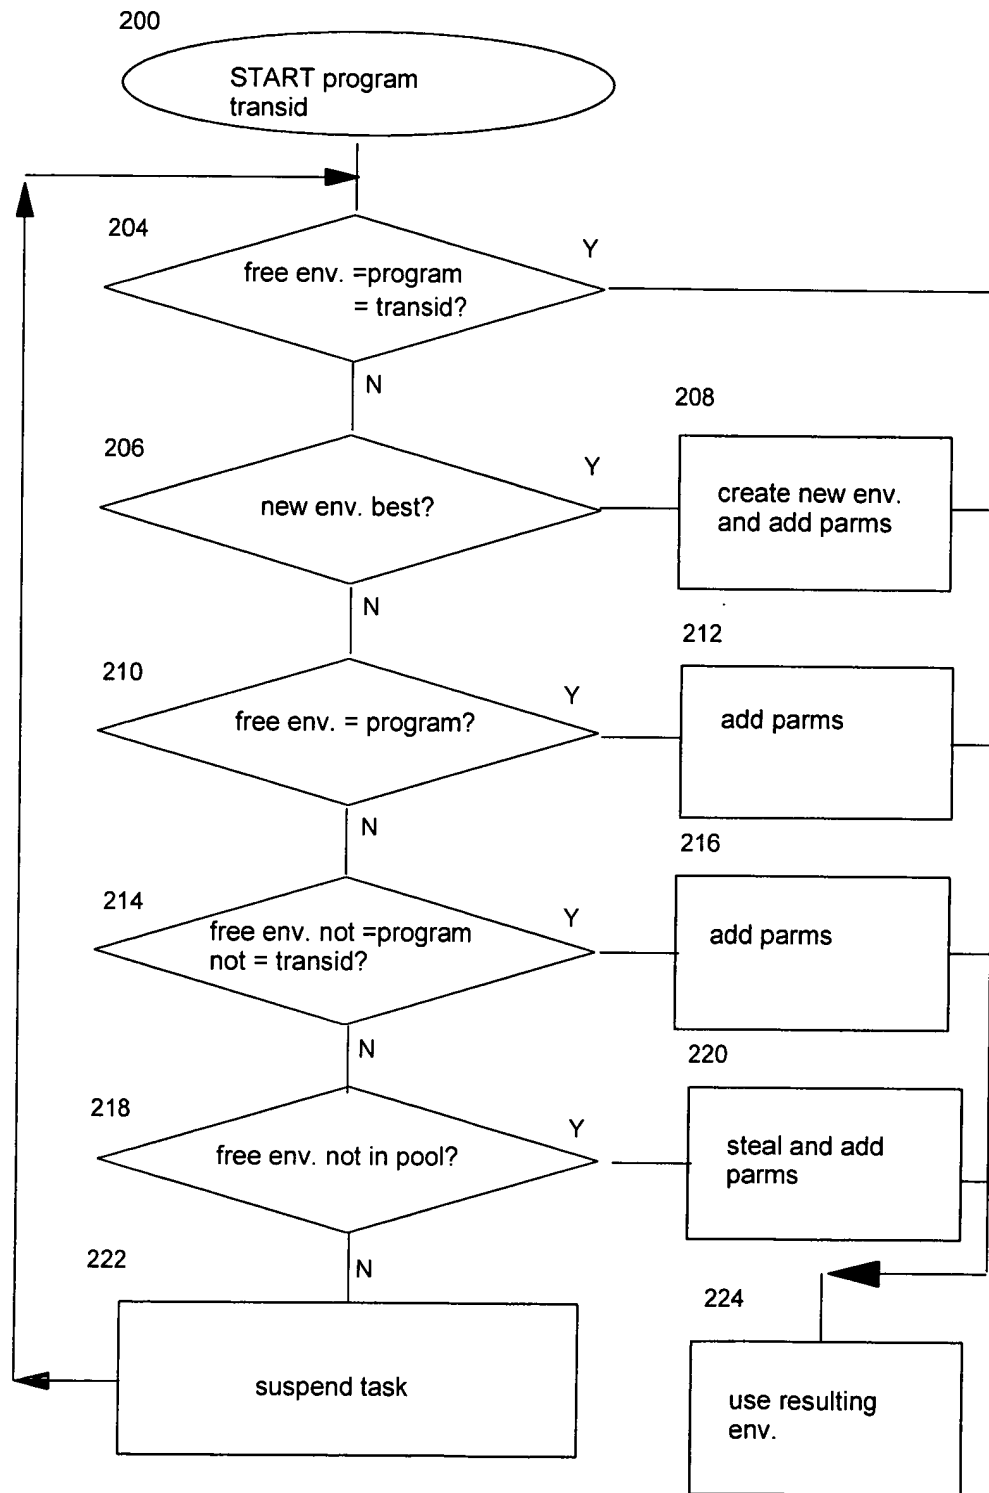 200
START program
transid
204
Y
free env. =program
= transid?
N
206
208
Y
new env. best?
create new env.
and add parms
N
210
212
Y
free env. = program?
add parms
N
214
216
Y
free env. not =program
not = transid?
add parms
N
218
220
Y
free env. not in pool?
steal and add
parms
N
222
suspend task
224
use resulting
env.